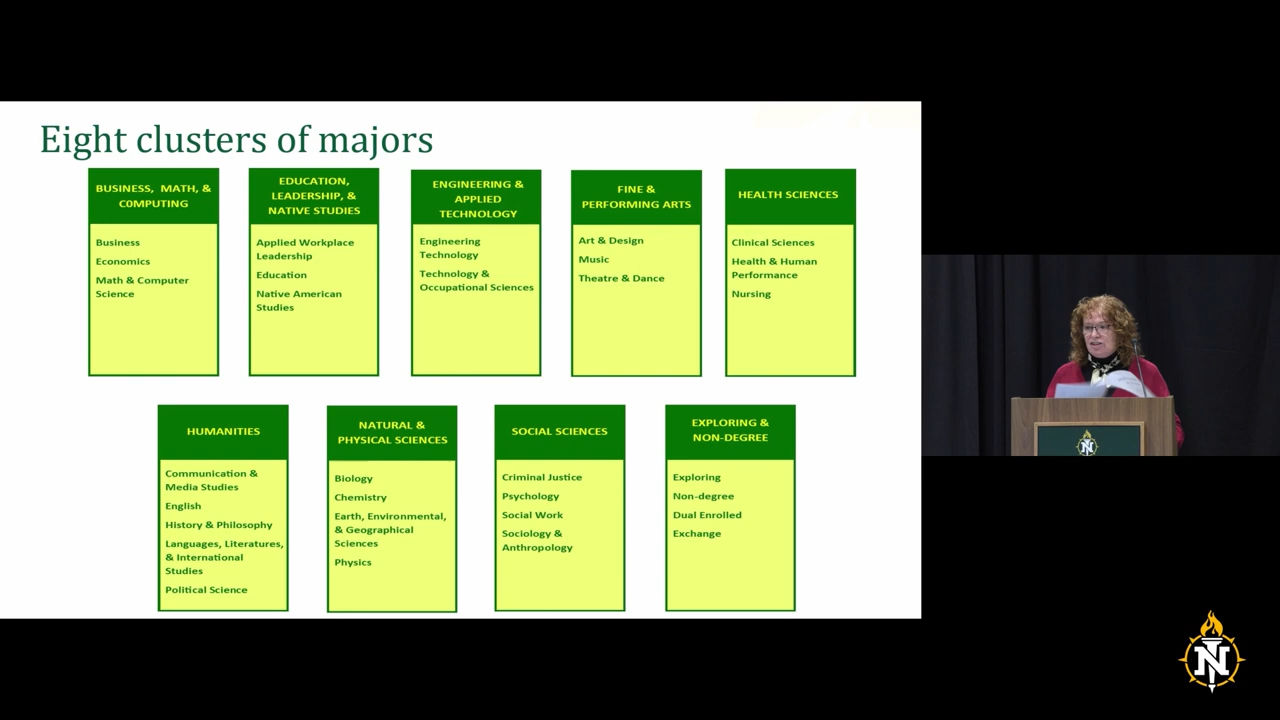 Eight clusters of majors
BUSINESS, MATH, &
C0MPUTING
Business
Economics
Math & Computer
Science
EDUCATION,
LEADERSHIP, &
NATIVE STUDIES
Applied Workplace
Leadership
Education
Native American
Studies
ENGINEERING &
APPLIED
TECHNOLOGY
Engineering
Technology
Technology &
Occupational Sciences
FINE &
PERFORMING ARTS
Art & Design
Music
Theatre & Dance
HEALTH SCIENCES
Clinical Sciences
Health & Human
Performance
Nursing
HUMANITIES
Communication &
Media Studies
English
History & Philosophy
Languages, Literatures,
& International
Studies
Political Science
NATURAL &
PHYSICAL SCIENCES
Biology
Chemistry
Earth, Environmental,
& Geographical
Sciences
Physics
SOCIAL SCIENCES
Criminal Justice
Psychology
Social Work
Sociology &
Anthropology
EXPLORING &
NON-DEGREE
Exploring
Non-degree
Dual Enrolled
Exchange
N
N